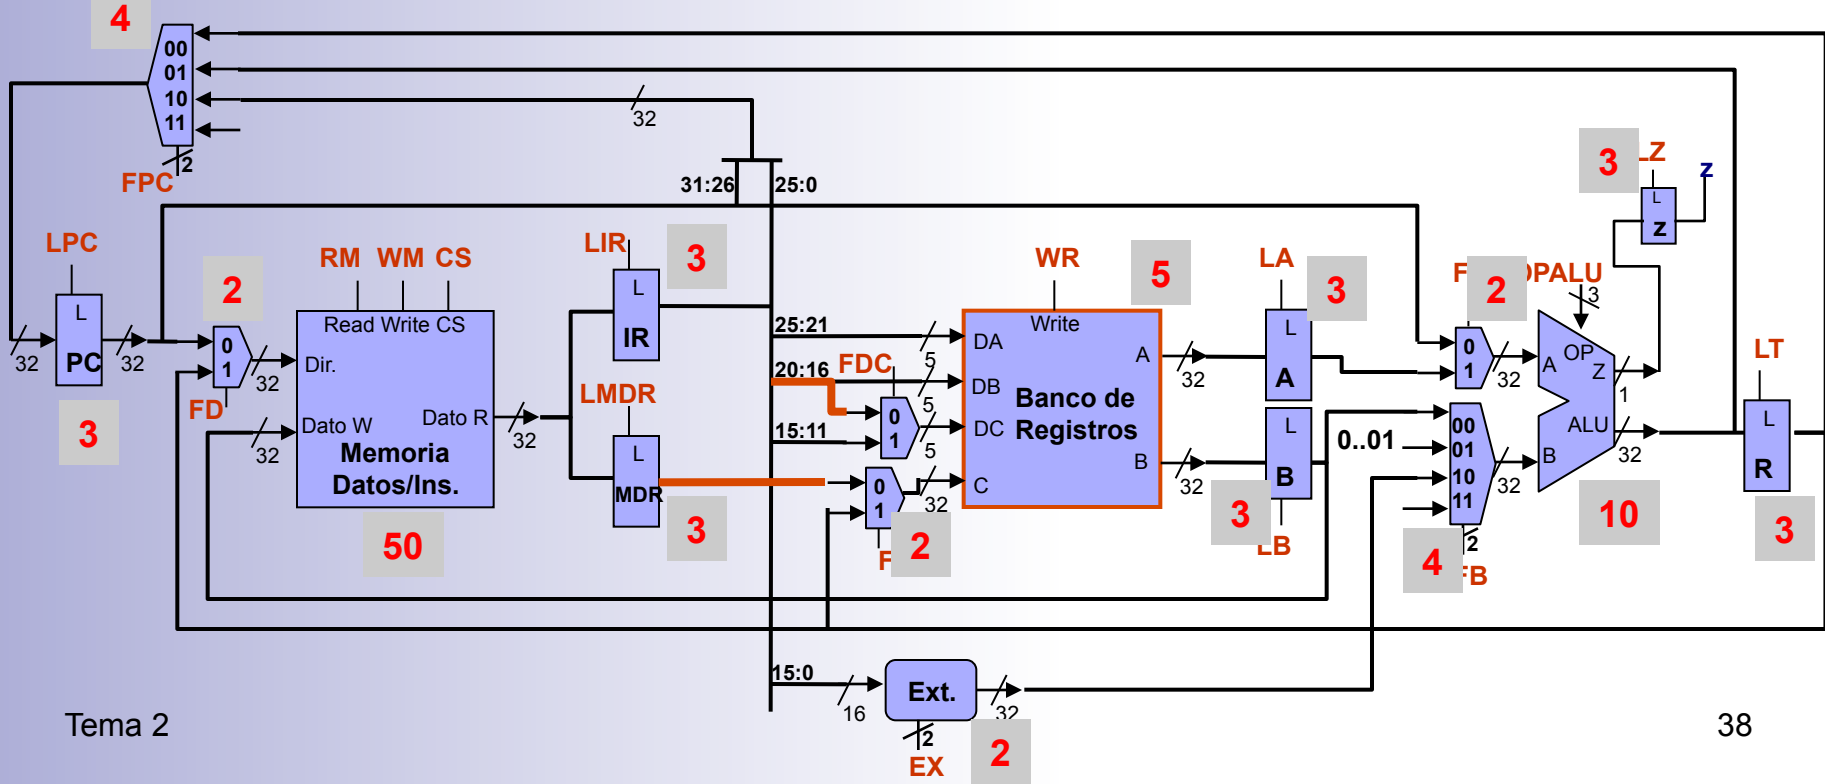 4
00
01
10
11
32
2
FPC
31:26
25:0
3
LZ
z
L
z
LPC
RM WM CS
LIR
3
WR
5
LA
3
2
OPALU
3
L
PC
32
32
3
2
0
1
32
FD
32
Read Write CS
Dir.
Dato W
Dato R
Memoria
Datos/Ins.
50
32
L
IR
LMDR
L
MDR
3
25:21
5
20:16
FDC
5
0
1
15:11
5
0
1
32
F
2
Write
DA
DB
DC
C
A
B
Banco de
Registros
32
32
L
A
L
B
3
LB
0
1
32
0..01
00
01
10
11
32
2
4
FB
A
OP
Z
ALU
B
1
32
10
LT
L
R
3
15:0
16
Ext.
32
2
EX
2
Tema 2
38